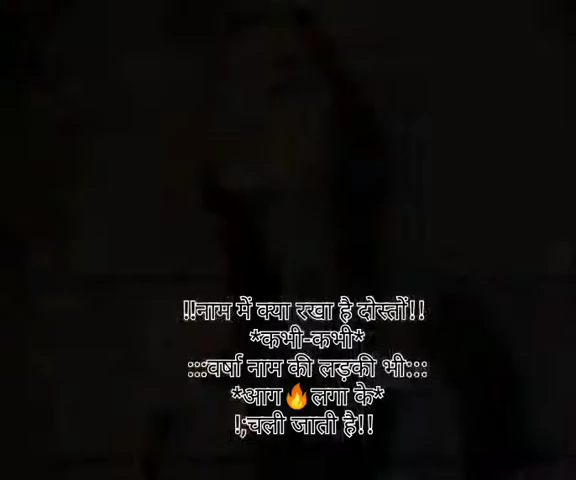 !!नाम में क्या रखा है दोस्तों!!
*कभी-कभी*
:::वर्षा नाम की लड़की भी:::
*आग🔥लगा के*
!;चली जाती है!!